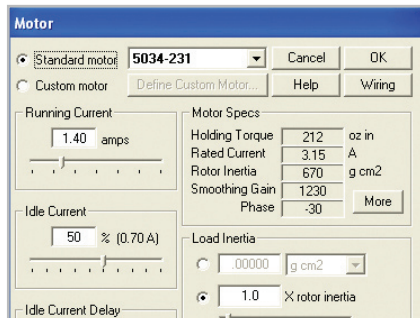 Motor
Standard motor 5034-231 Cancel OK
Custom motor Define Custom Motor... Help Wiring
Running Current
1.40 amps
Idle Current
50 % (0.70 A)
Idle Current Delay
Motor Specs
Holding Torque 212 oz in
Rated Current 3.15 A
Rotor Inertia 670 g cm2
Smoothing Gain 1230
Phase -30
More
Load Inertia
.00000 g cm2
1.0 X rotor inertia